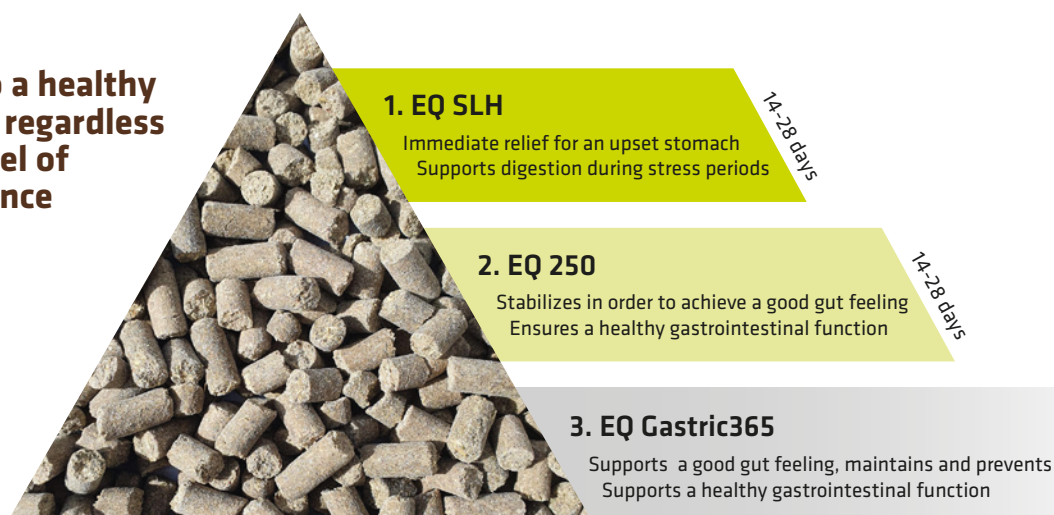 a healthy
regardless
of
1. EQ SLH
Immediate relief for an upset stomach
Supports digestion during stress periods
14-28 days
2. EQ 250
Stabilizes in order to achieve a good gut feeling
Ensures a healthy gastrointestinal function
14-28 days
3. EQ Gastric365
Supports a good gut feeling, maintains and prevents
Supports a healthy gastrointestinal function